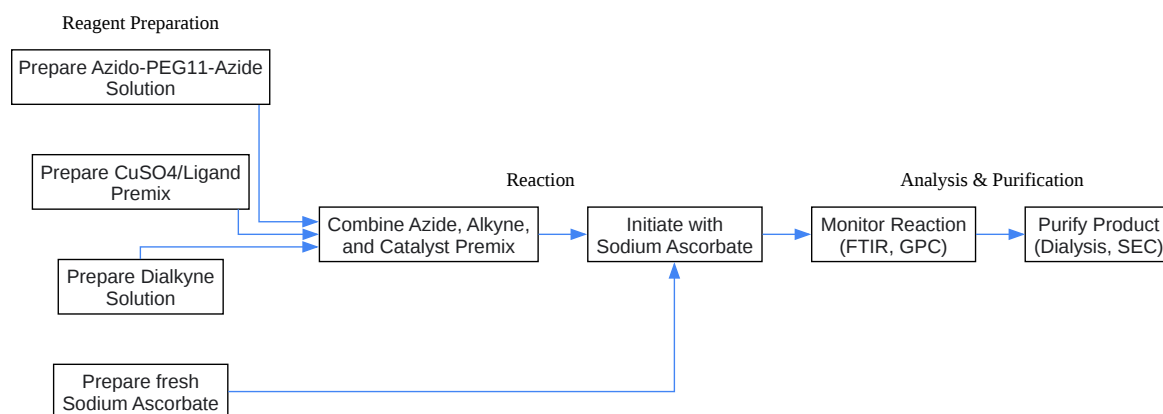 Reagent Preparation
Prepare Azido-PEG11-Azide
Solution
Prepare CuSO4/Ligand
Premix
Prepare Dialkyne
Solution
Prepare fresh
Sodium Ascorbate
Reaction
Combine Azide, Alkyne,
and Catalyst Premix
Initiate with
Sodium Ascorbate
Analysis & Purification
Monitor Reaction
(FTIR, GPC)
Purify Product
(Dialysis, SEC)